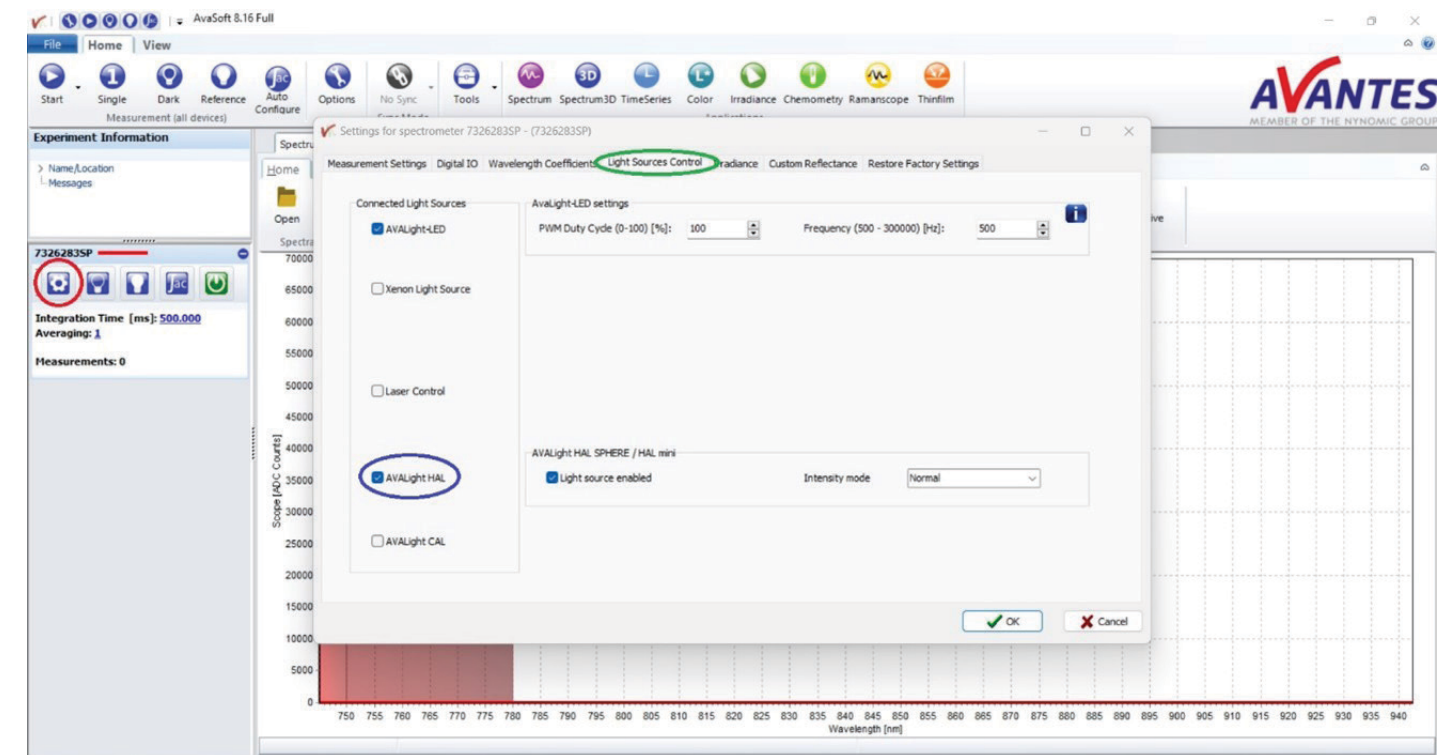 AvaSoft 8.16 Full
File Home View
Start Single Dark Reference Auto Configure Options No Sync Tools Spectrum Spectrum3D TimeSeries Color Irradiance Chemometry Ramanscope Thinfilm
Measurement (all devices)
AVANTES
MEMBER OF THE NYNOMIC GROUP
Experiment Information
Name/Location
Messages
Home
Open
Settings for spectrometer 7326283SP - (7326283SP)
Measurement Settings Digital IO Wavelength Coefficients Light Sources Control Irradiance Custom Reflectance Restore Factory Settings
Connected Light Sources
AvaLight-LED settings
AVALight-LED
PWM Duty Cycle (0-100) [%]: 100 Frequency (500 - 300000) [Hz]: 500
Xenon Light Source
Laser Control
AVALight HAL SPHERE / HAL mini
AVALight HAL
Light source enabled Intensity mode Normal
AVALight CAL
OK Cancel
7326283SP
Integration Time [ms]: 500.000
Averaging: 1
Measurements: 0
Scope [ADC Counts]
70000
65000
60000
55000
50000
45000
40000
35000
30000
25000
20000
15000
10000
5000
0
750 755 760 765 770 775 780 785 790 795 800 805 810 815 820 825 830 835 840 845 850 855 860 865 870 875 880 885 890 895 900 905 910 915 920 925 930 935 940
Wavelength [nm]